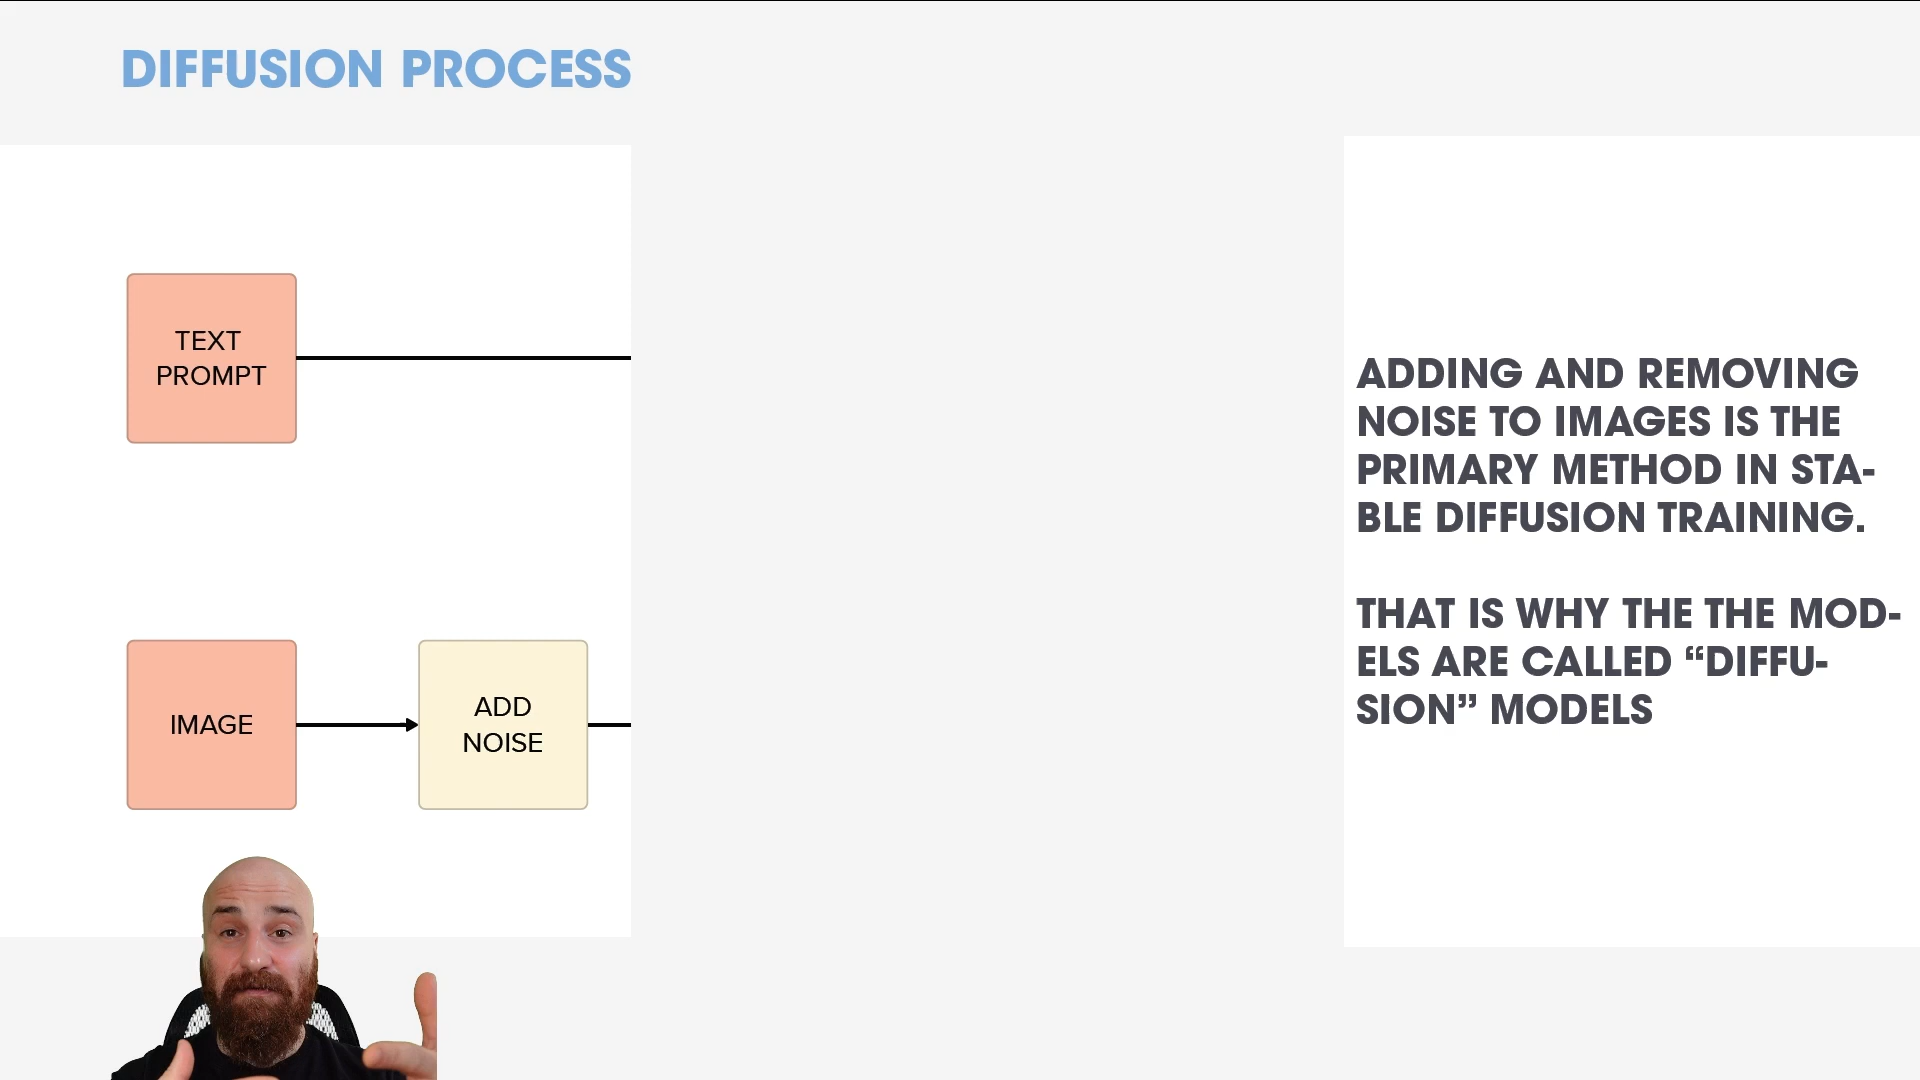 DIFFUSION PROCESS
TEXT
PROMPT
IMAGE
ADD
NOISE
ADDING AND REMOVING
NOISE TO IMAGES IS THE
PRIMARY METHOD IN STA-
BLE DIFFUSION TRAINING.
THAT IS WHY THE THE MOD-
ELS ARE CALLED “DIFFU-
SION” MODELS